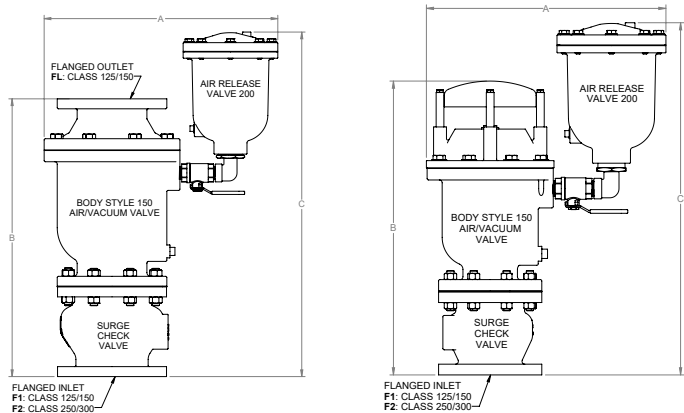 A
FLANGED OUTLET
FL: CLASS 125/150
AIR RELEASE
VALVE 200
B
C
BODY STYLE 150
AIR/VACUUM VALVE
SURGE
CHECK
VALVE
FLANGED INLET
F1: CLASS 125/150
F2: CLASS 250/300
A
AIR RELEASE
VALVE 200
B
C
BODY STYLE 150
AIR/VACUUM
VALVE
SURGE
CHECK
VALVE
FLANGED INLET
F1: CLASS 125/150
F2: CLASS 250/300